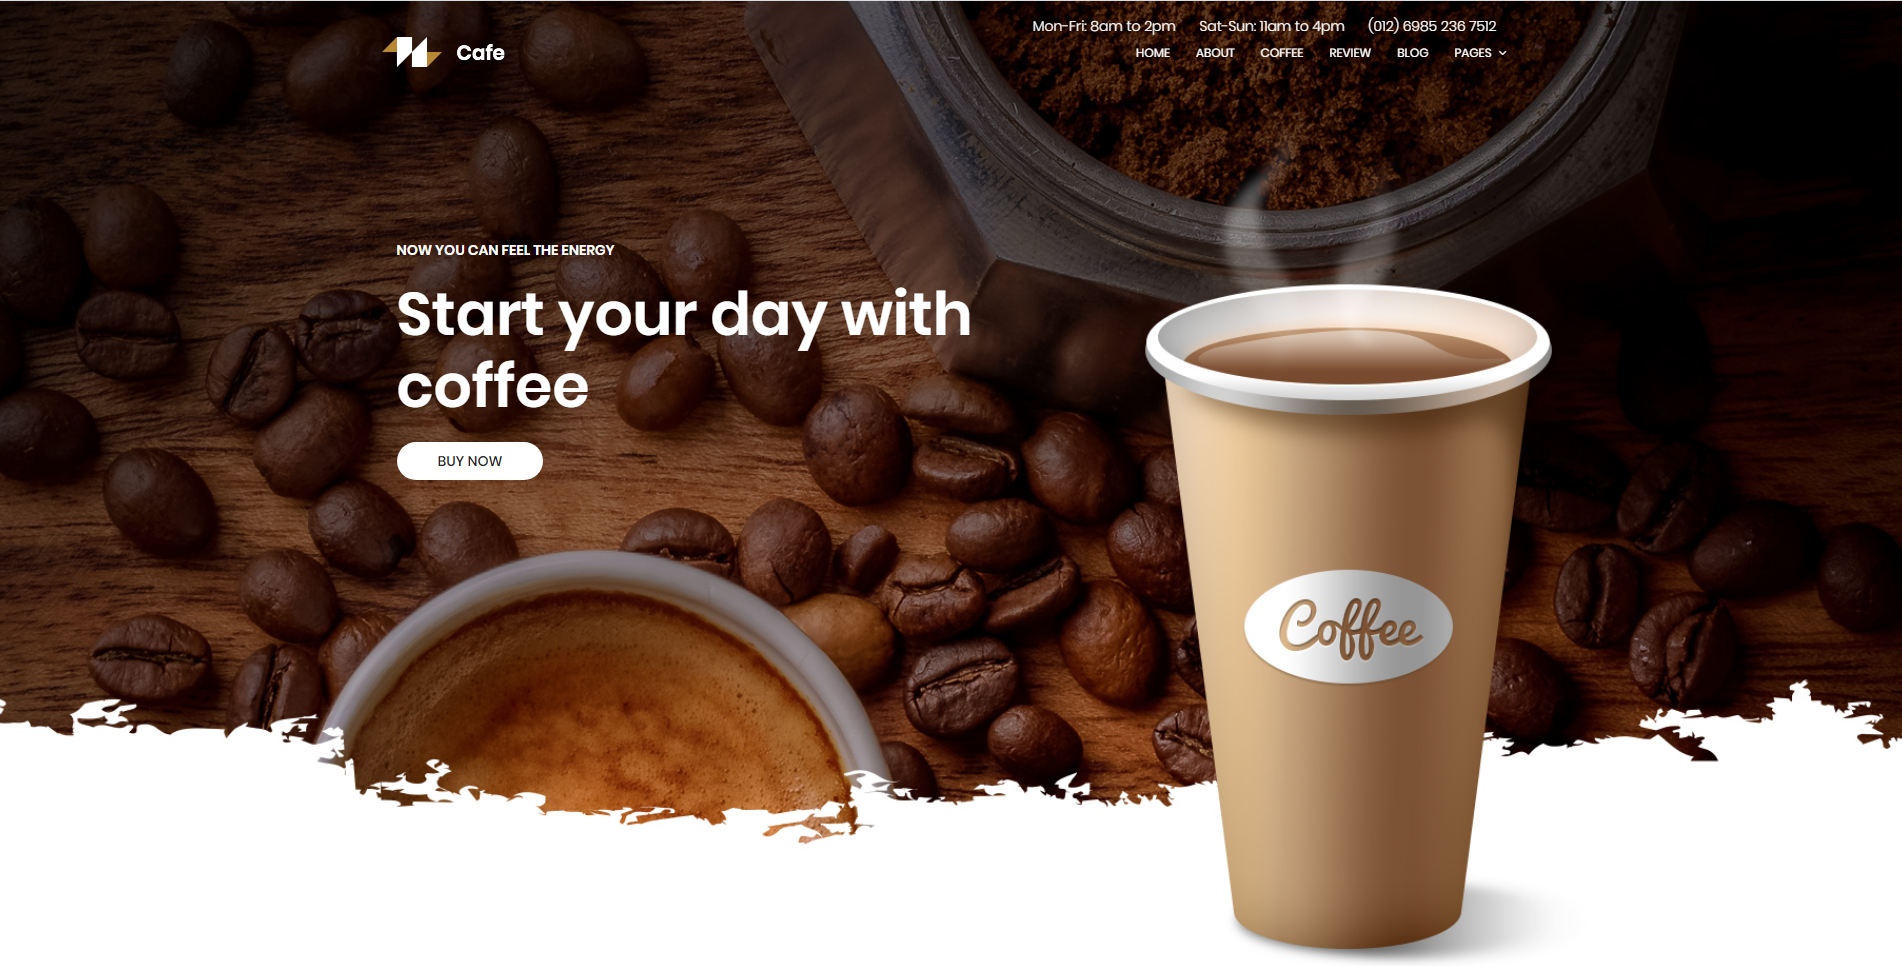 Mon-Fri: 8am to 2pm Sat-Sun: 11am to 4pm (012) 6985 236 7512
Cafe
HOME ABOUT COFFEE REVIEW BLOG PAGES
NOW YOU CAN FEEL THE ENERGY
Start your day with
coffee
BUY NOW
Coffee